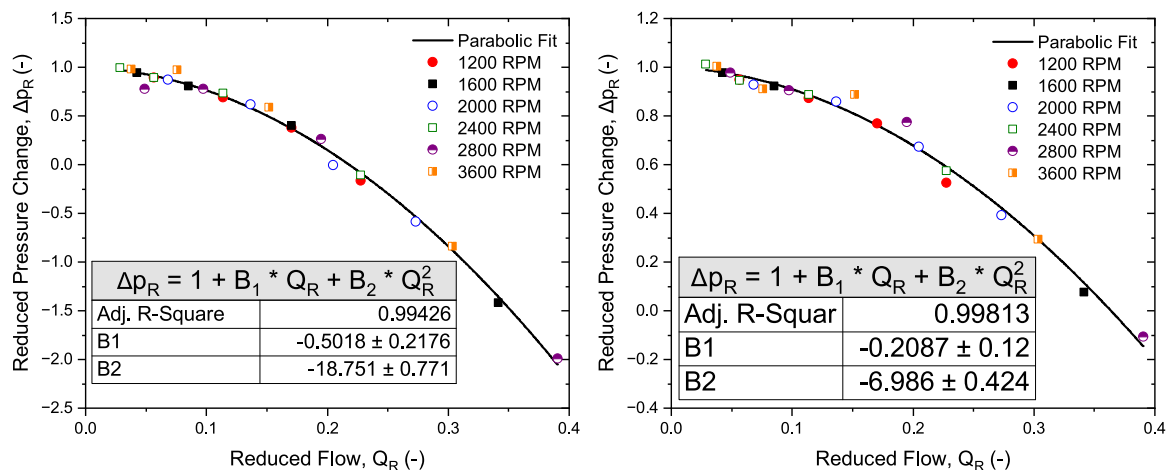 1.5
1.0
0.5
0.0
−0.5
−1.0
−1.5
−2.0
−2.5
Reduced Pressure Change, Δp_R (-)
Parabolic Fit
1200 RPM
1600 RPM
2000 RPM
2400 RPM
2800 RPM
3600 RPM
Δp_R = 1 + B_1 * Q_R + B_2 * Q_R^2
Adj. R-Square 0.99426
B1 -0.5018 ± 0.2176
B2 -18.751 ± 0.771
0.0 0.1 0.2 0.3 0.4
Reduced Flow, Q_R (-)
1.2
1.0
0.8
0.6
0.4
0.2
0.0
−0.2
−0.4
Reduced Pressure Change, Δp_R (-)
Parabolic Fit
1200 RPM
1600 RPM
2000 RPM
2400 RPM
2800 RPM
3600 RPM
Δp_R = 1 + B_1 * Q_R + B_2 * Q_R^2
Adj. R-Squar 0.99813
B1 -0.2087 ± 0.12
B2 -6.986 ± 0.424
0.0 0.1 0.2 0.3 0.4
Reduced Flow, Q_R (-)